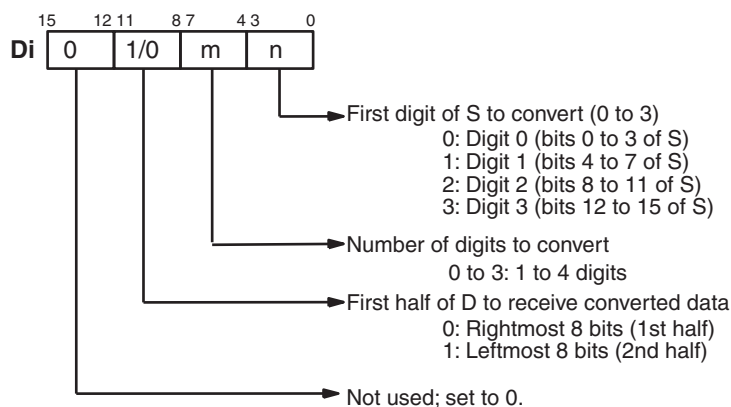 15 12 11 8 7 4 3 0
Di 0 1/0 m n
First digit of S to convert (0 to 3)
0: Digit 0 (bits 0 to 3 of S)
1: Digit 1 (bits 4 to 7 of S)
2: Digit 2 (bits 8 to 11 of S)
3: Digit 3 (bits 12 to 15 of S)
Number of digits to convert
0 to 3: 1 to 4 digits
First half of D to receive converted data
0: Rightmost 8 bits (1st half)
1: Leftmost 8 bits (2nd half)
Not used; set to 0.